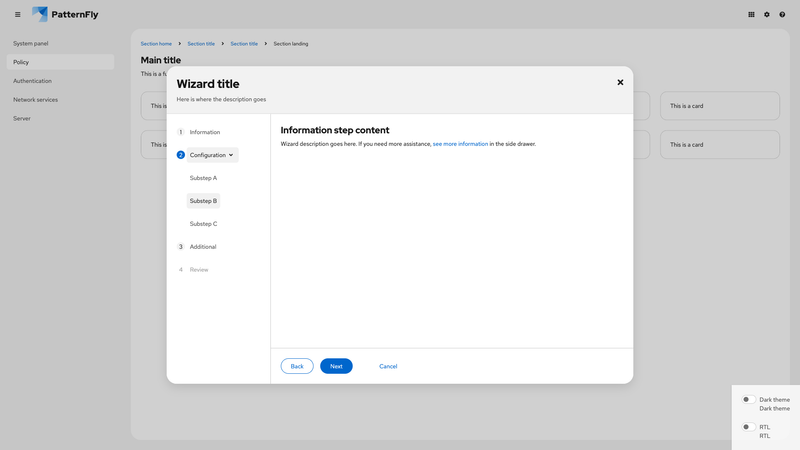 PatternFly
System panel
Policy
Authentication
Network services
Server
Section home
Section title
Section title
Section landing
Main title
This is a fu
This is
This is a card
This is
This is a card
Wizard title
Here is where the description goes
1 Information
2 Configuration
Substep A
Substep B
Substep C
3 Additional
4 Review
Information step content
Wizard description goes here. If you need more assistance, see more information in the side drawer.
Back
Next
Cancel
Dark theme
Dark theme
RTL
RTL